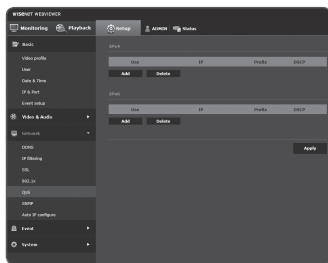 WISENET WEBVIEWER
Monitoring Playback Setup ADMIN Status
Basic
Video profile
User
Date & Time
IP & Port
Event setup
Video & Audio
Network
DDNS
IP filtering
SSL
802.1x
QoS
SNMP
Auto IP configure
Event
System
IPv4
Use IP Prefix DSCP
Add Delete
IPv6
Use IP Prefix DSCP
Add Delete
Apply